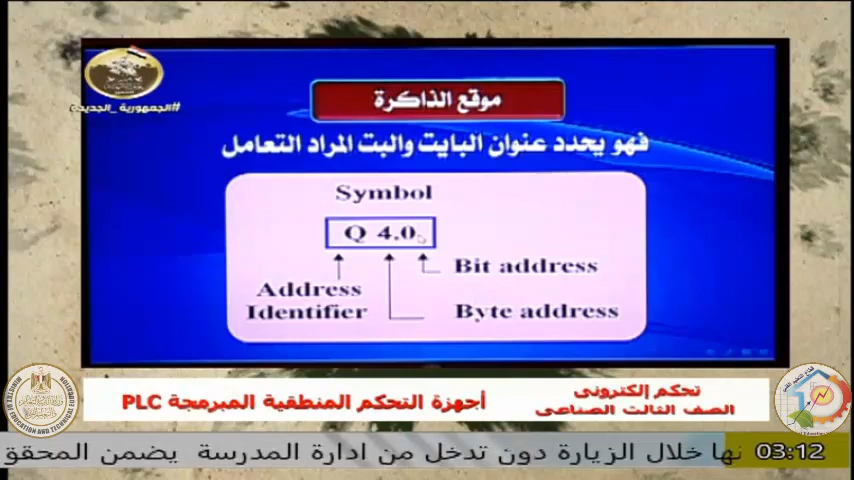 #الجمهورية_الجديدة
موقع الذاكرة
فهو يحدد عنوان البايت والبت المراد التعامل
Symbol
Q 4.0
Bit address
Address
Identifier
Byte address
تحكم إلكترونى
الصف الثالث الصناعى
أجهزة التحكم المنطقية المبرمجة PLC
نها خلال الزيارة دون تدخل من ادارة المدرسة يضمن المحقو
03:12